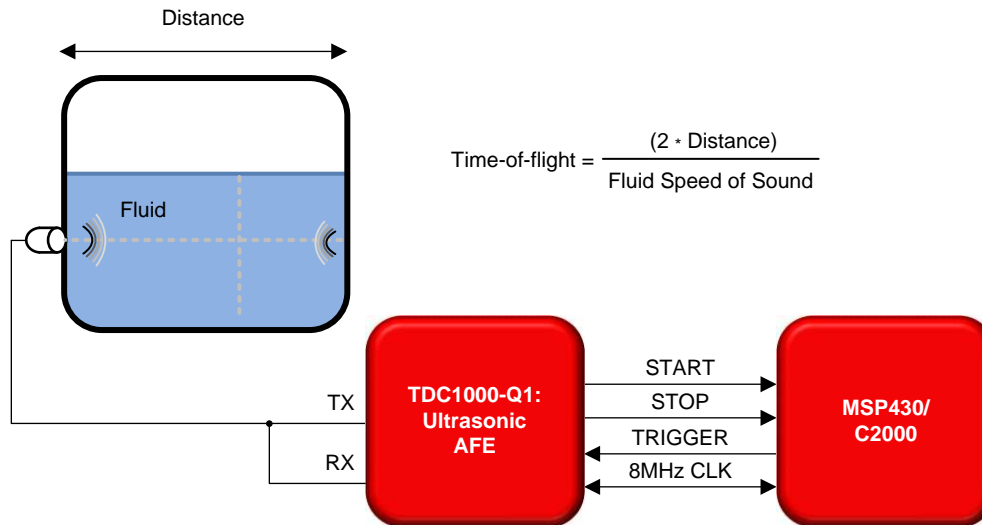 Distance
Time-of-flight = (2 * Distance)
Fluid Speed of Sound
Fluid
TX
RX
TDC1000-Q1:
Ultrasonic
AFE
START
STOP
TRIGGER
8MHz CLK
MSP430/
C2000